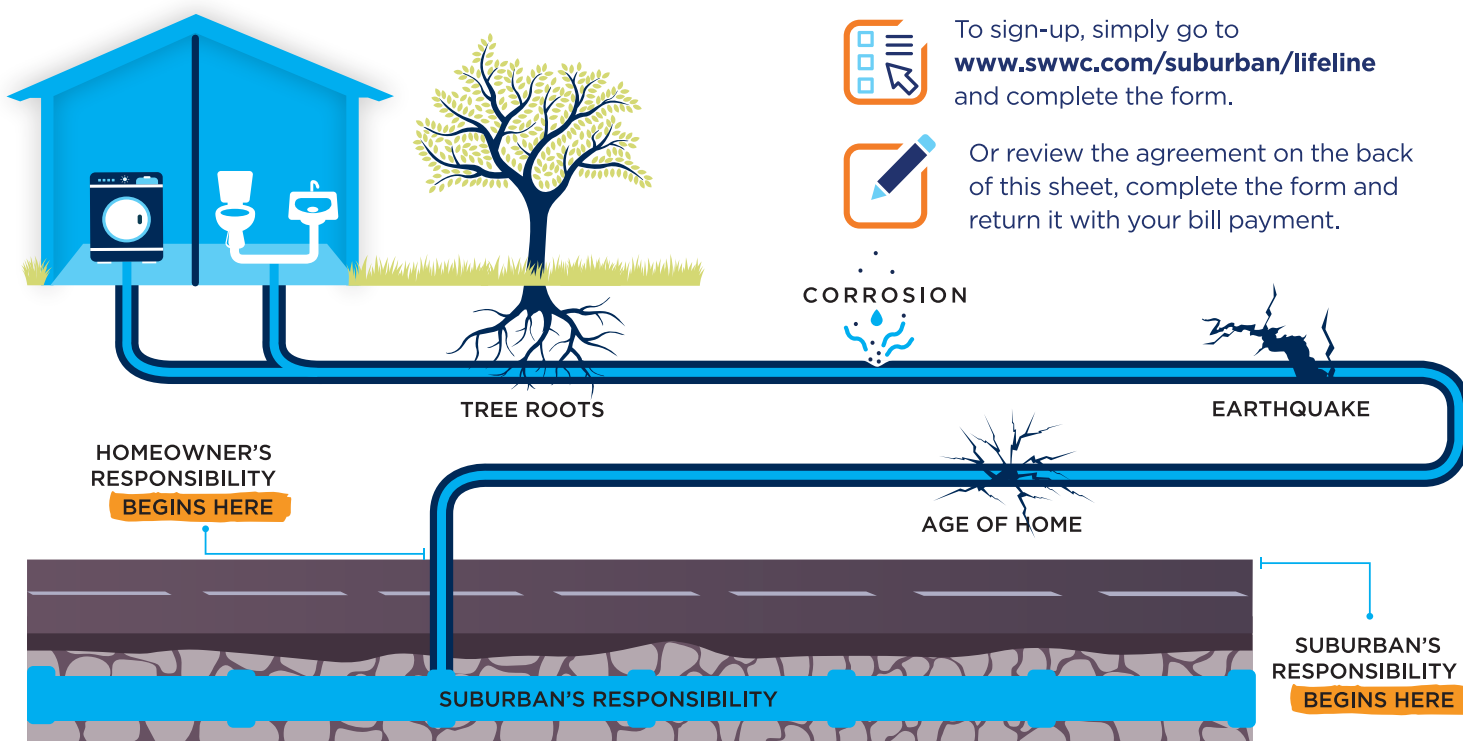 To sign-up, simply go to
www.swwc.com/suburban/lifeline
and complete the form.
Or review the agreement on the back
of this sheet, complete the form and
return it with your bill payment.
CORROSION
TREE ROOTS
EARTHQUAKE
HOMEOWNER'S
RESPONSIBILITY
BEGINS HERE
AGE OF HOME
SUBURBAN'S
RESPONSIBILITY
BEGINS HERE
SUBURBAN'S RESPONSIBILITY